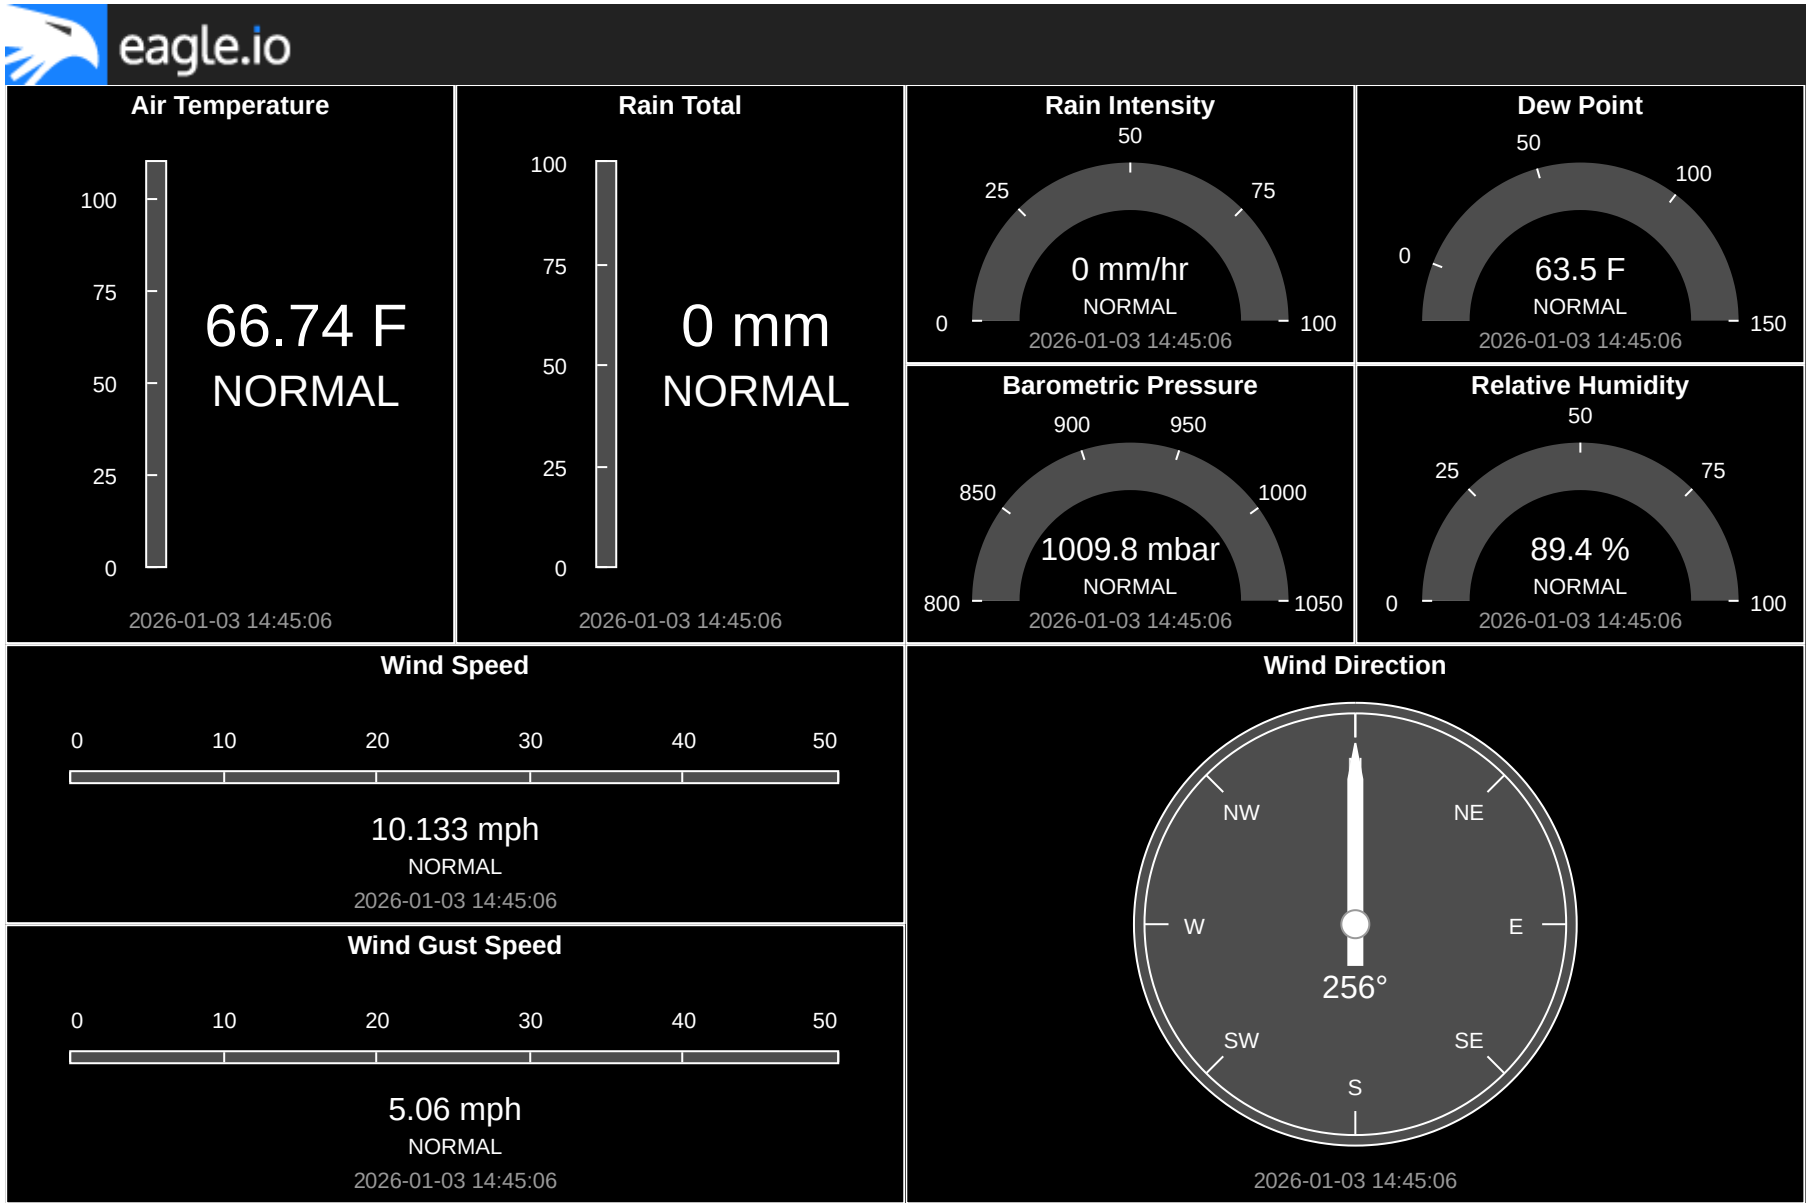 eagle.io
Air Temperature
100
75
50
25
0
66.74 F
NORMAL
2026-01-03 14:45:06
Rain Total
100
75
50
25
0
0 mm
NORMAL
2026-01-03 14:45:06
Rain Intensity
50
25
75
0
100
0 mm/hr
NORMAL
2026-01-03 14:45:06
Dew Point
50
100
0
150
63.5 F
NORMAL
2026-01-03 14:45:06
Barometric Pressure
900
950
850
1000
800
1050
1009.8 mbar
NORMAL
2026-01-03 14:45:06
Relative Humidity
50
25
75
0
100
89.4 %
NORMAL
2026-01-03 14:45:06
Wind Speed
0 10 20 30 40 50
10.133 mph
NORMAL
2026-01-03 14:45:06
Wind Gust Speed
0 10 20 30 40 50
5.06 mph
NORMAL
2026-01-03 14:45:06
Wind Direction
NW
NE
W
E
256°
SW
SE
S
2026-01-03 14:45:06